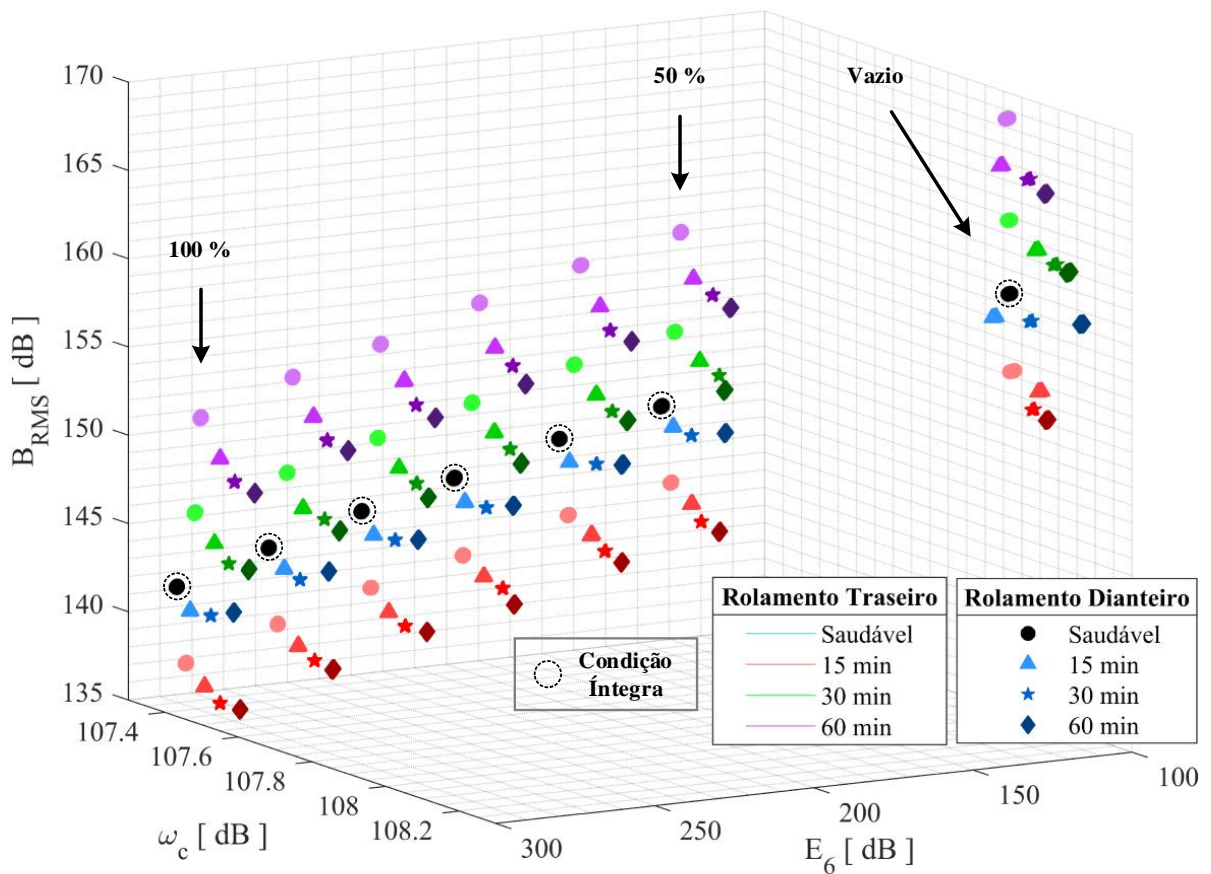 170
165
160
155
150
145
140
135
B_RMS [ dB ]
100 %
50 %
Vazio
107.4
107.6
107.8
108
108.2
ω_c [ dB ]
300
250
200
150
100
E_6 [ dB ]
Condição
Íntegra
Rolamento Traseiro
Saudável
15 min
30 min
60 min
Rolamento Dianteiro
Saudável
15 min
30 min
60 min